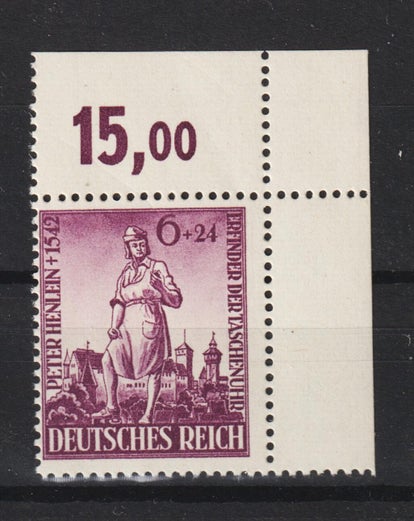 15,00
PETER HENLEIN + 1542
6+24
ERFINDER DER TASCHENUHR
DEUTSCHES REICH